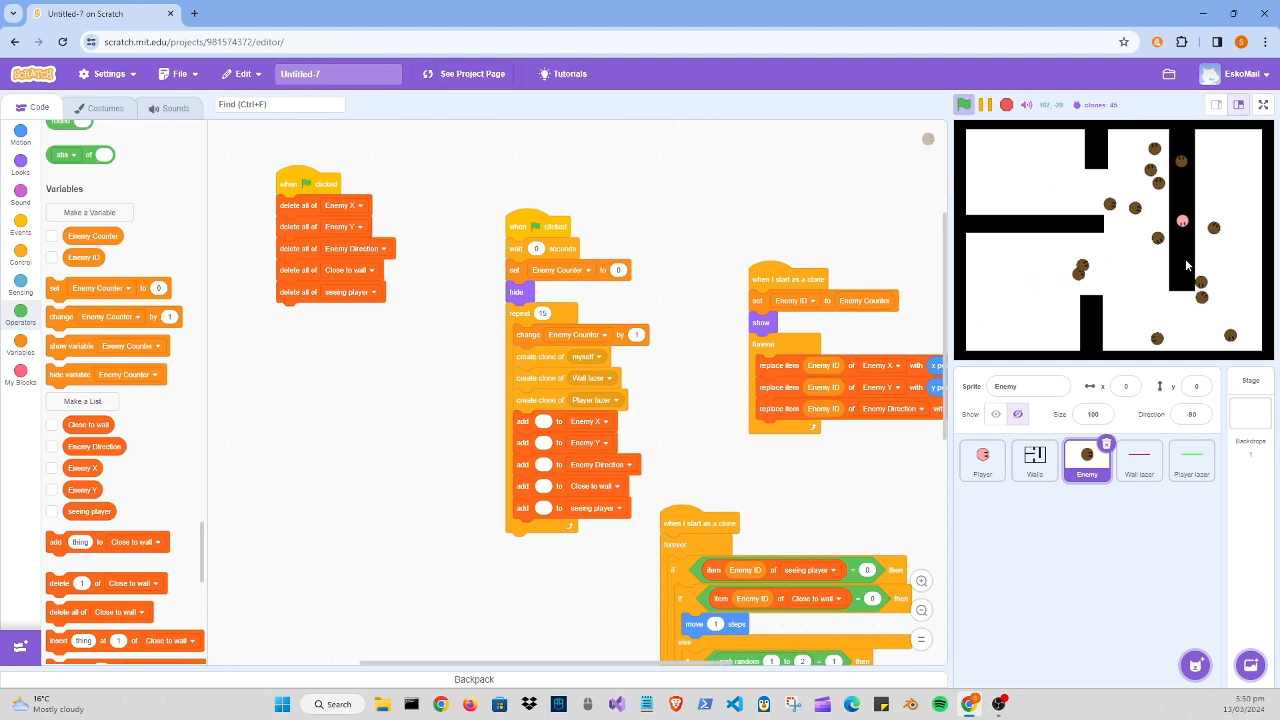 Untitled-7 on Scratch
scratch.mit.edu/projects/981574372/editor/
SCRATCH
Settings
File
Edit
Untitled-7
See Project Page
Tutorials
EskoMail
Code
Costumes
Sounds
Find (Ctrl+F)
clones: 45
Motion
Looks
Sound
Events
Control
Sensing
Operators
Variables
My Blocks
abs of
Variables
Make a Variable
Enemy Counter
Enemy ID
set Enemy Counter to 0
change Enemy Counter by 1
show variable Enemy Counter
hide variable Enemy Counter
Make a List
Close to wall
Enemy Direction
Enemy X
Enemy Y
seeing player
add thing to Close to wall
delete 1 of Close to wall
delete all of Close to wall
insert thing at 1 of Close to wall
when clicked
delete all of Enemy X
delete all of Enemy Y
delete all of Enemy Direction
delete all of Close to wall
delete all of seeing player
when clicked
wait 0 seconds
set Enemy Counter to 0
hide
repeat 15
change Enemy Counter by 1
create clone of myself
create clone of Wall lazer
create clone of Player lazer
add to Enemy X
add to Enemy Y
add to Enemy Direction
add to Close to wall
add to seeing player
when I start as a clone
set Enemy ID to Enemy Counter
show
forever
replace item Enemy ID of Enemy X with x p
replace item Enemy ID of Enemy Y with y p
replace item Enemy ID of Enemy Direction wit
when I start as a clone
forever
if item Enemy ID of seeing player = 0 then
if item Enemy ID of Close to wall = 0 then
move 1 steps
else
pick random 1 to 2 = 1 then
Backpack
Sprite Enemy x 0 y 0
Show Size 100 Direction -80
Player
Walls
Enemy
Wall lazer
Player lazer
Stage
Backdrops
1
16°C
Mostly cloudy
Search
5:50 pm
13/03/2024